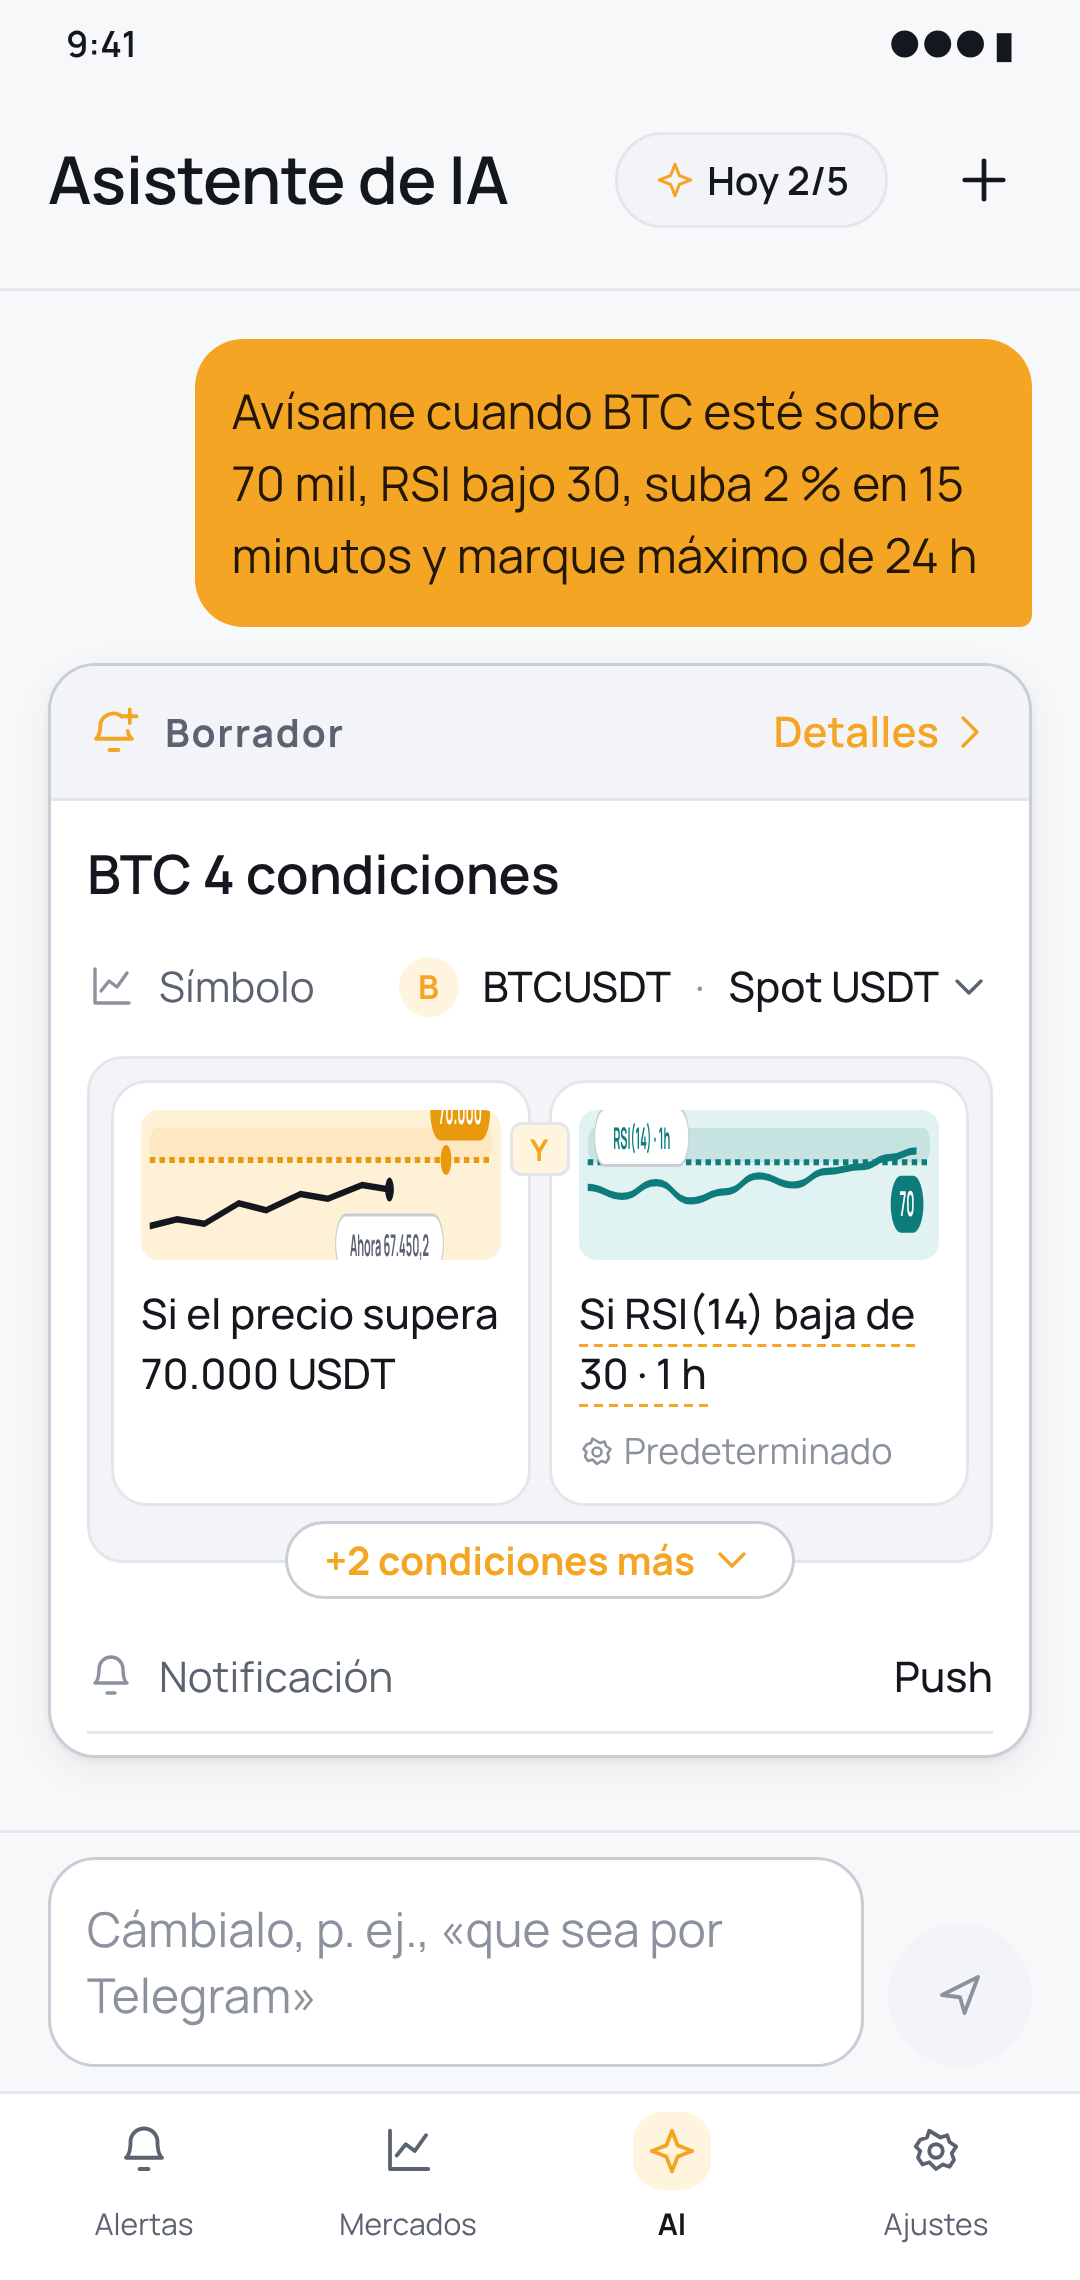 9:41
Asistente de IA
Hoy 2/5
Avísame cuando BTC esté sobre
70 mil, RSI bajo 30, suba 2 % en 15
minutos y marque máximo de 24 h
Borrador
Detalles
BTC 4 condiciones
Símbolo
B
BTCUSDT · Spot USDT
70.000
Ahora 67.450,2
Y
RSI(14) · 1h
70
Si el precio supera
70.000 USDT
Si RSI(14) baja de
30 · 1 h
Predeterminado
+2 condiciones más
Notificación
Push
Cámbialo, p. ej., «que sea por
Telegram»
Alertas
Mercados
AI
Ajustes